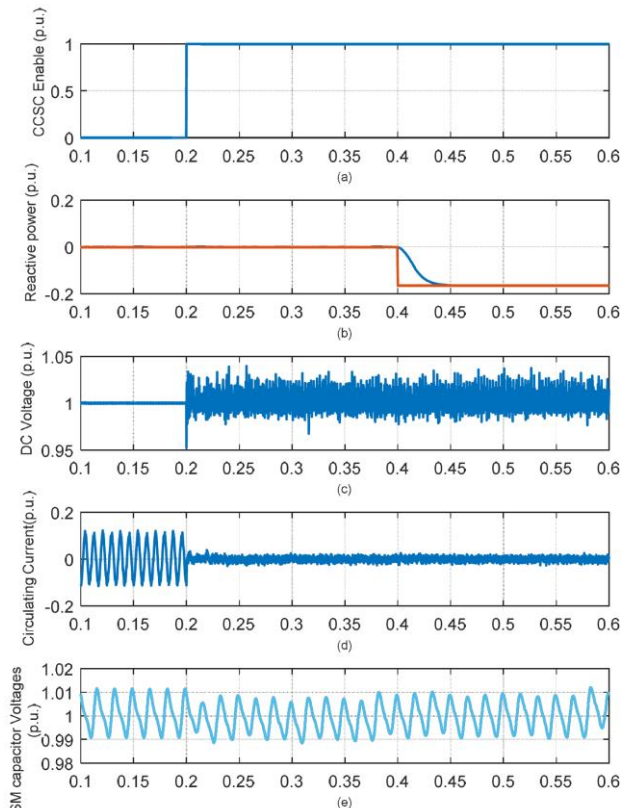 CCSC Enable (p.u.)
1
0.5
0
0.1 0.15 0.2 0.25 0.3 0.35 0.4 0.45 0.5 0.55 0.6
(a)
Reactive power (p.u.)
0.2
0
-0.2
0.1 0.15 0.2 0.25 0.3 0.35 0.4 0.45 0.5 0.55 0.6
(b)
DC Voltage (p.u.)
1.05
1
0.95
0.1 0.15 0.2 0.25 0.3 0.35 0.4 0.45 0.5 0.55 0.6
(c)
Circulating Current(p.u.)
0.2
0
-0.2
0.1 0.15 0.2 0.25 0.3 0.35 0.4 0.45 0.5 0.55 0.6
(d)
SM capacitor Voltages
(p.u.)
1.02
1.01
1
0.99
0.98
0.1 0.15 0.2 0.25 0.3 0.35 0.4 0.45 0.5 0.55 0.6
(e)